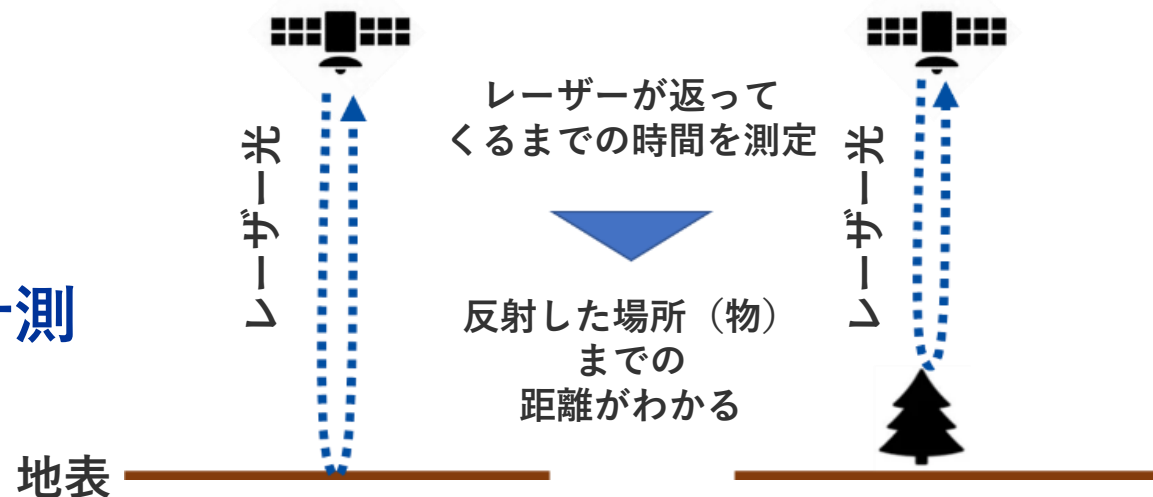 レーザー光
レーザーが返って
くるまでの時間を測定
反射した場所（物）
までの
距離がわかる
レーザー光
測
地表